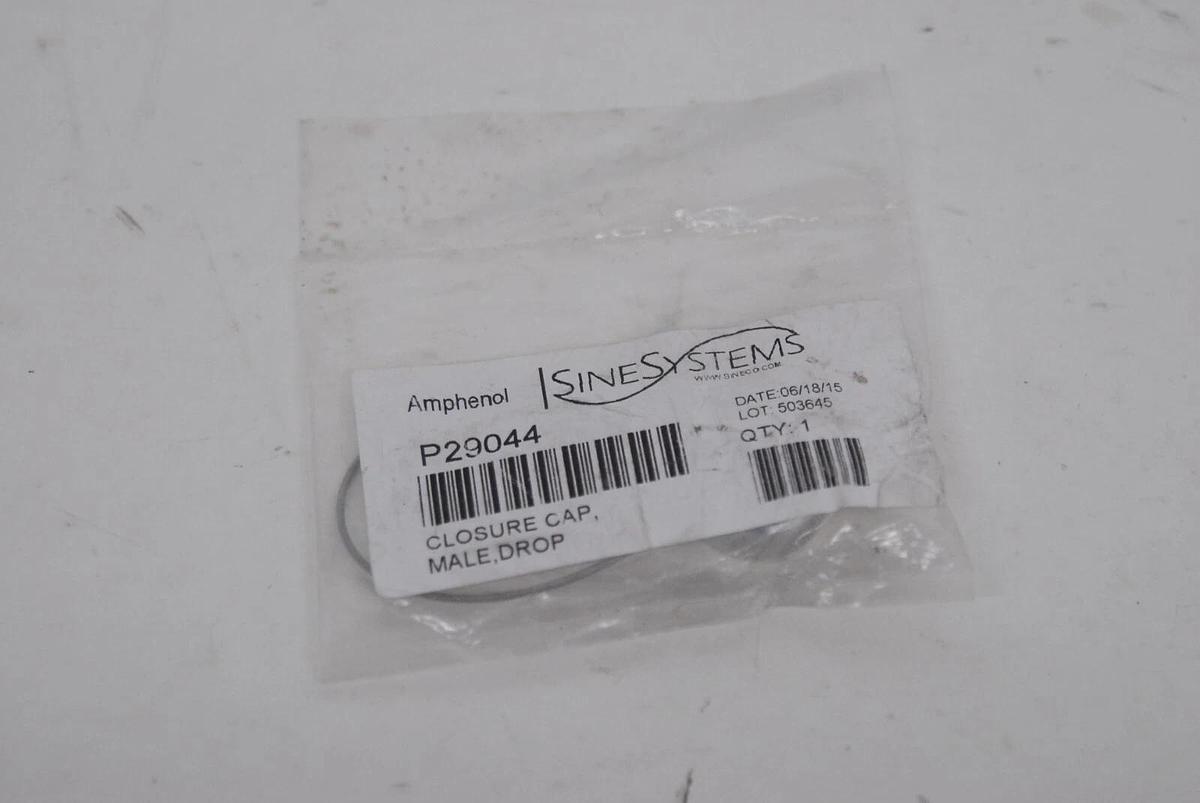 Amphenol | SINESYSTEMS
WWW.SINECO.COM
DATE:06/18/15
LOT: 503645
P29044
QTY: 1
CLOSURE CAP,
MALE,DROP